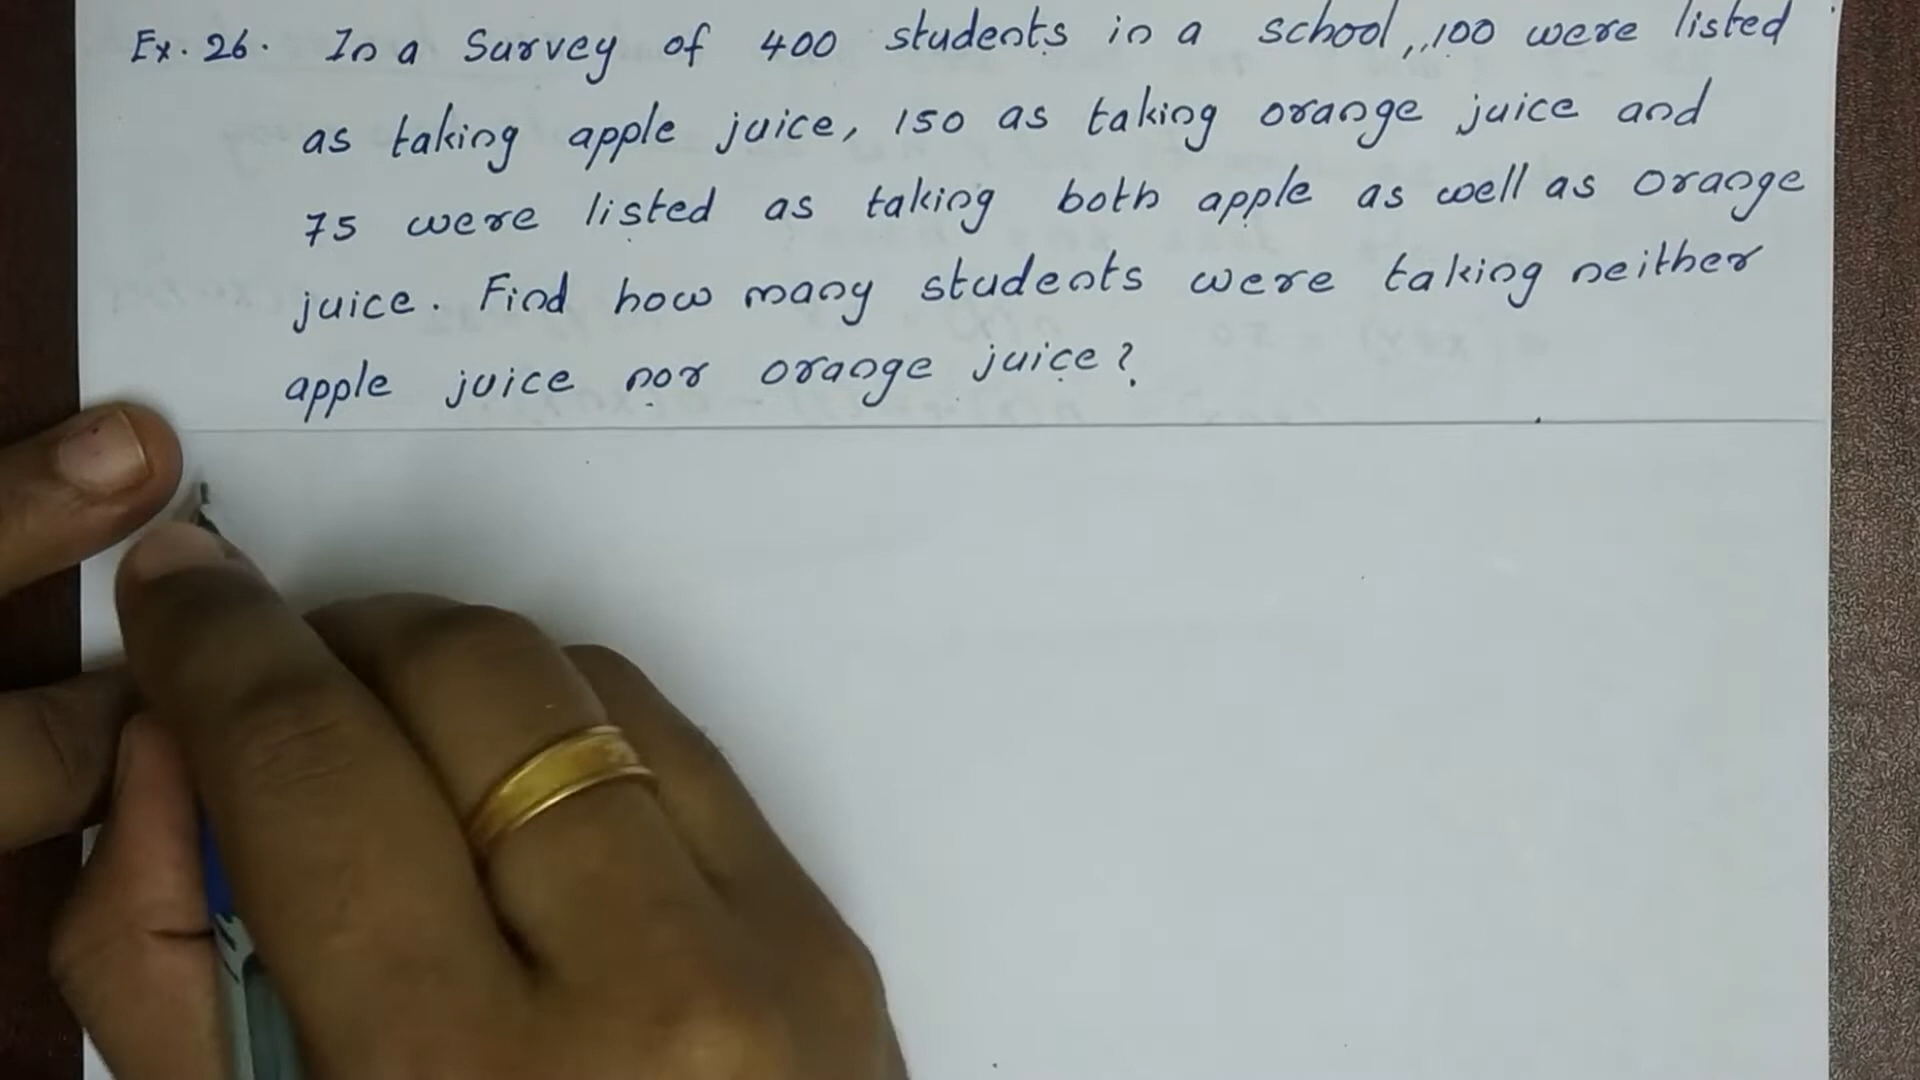 Ex. 26. In a Survey of 400 students in a school, 100 were listed
as taking apple juice, 150 as taking orange juice and
75 were listed as taking both apple as well as orange
juice. Find how many students were taking neither
apple juice nor orange juice?